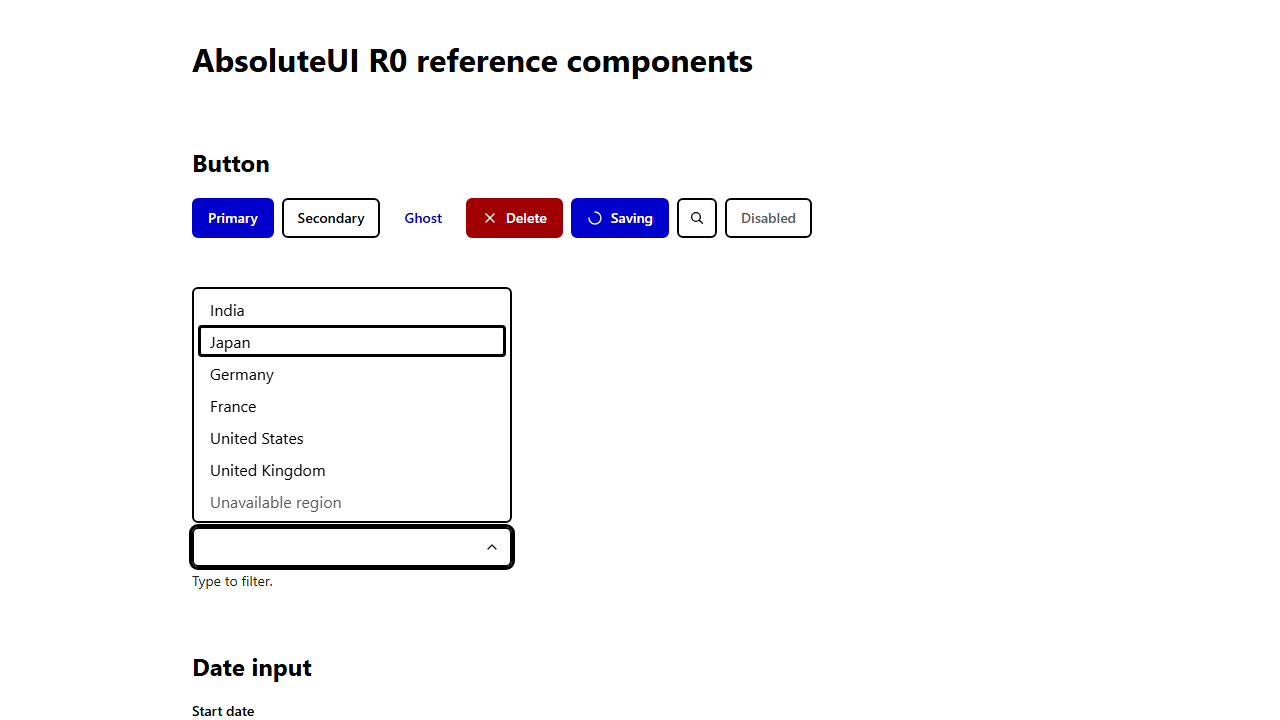 AbsoluteUI R0 reference components
Button
Primary Secondary Ghost Delete Saving Disabled
India
Japan
Germany
France
United States
United Kingdom
Unavailable region
Type to filter.
Date input
Start date